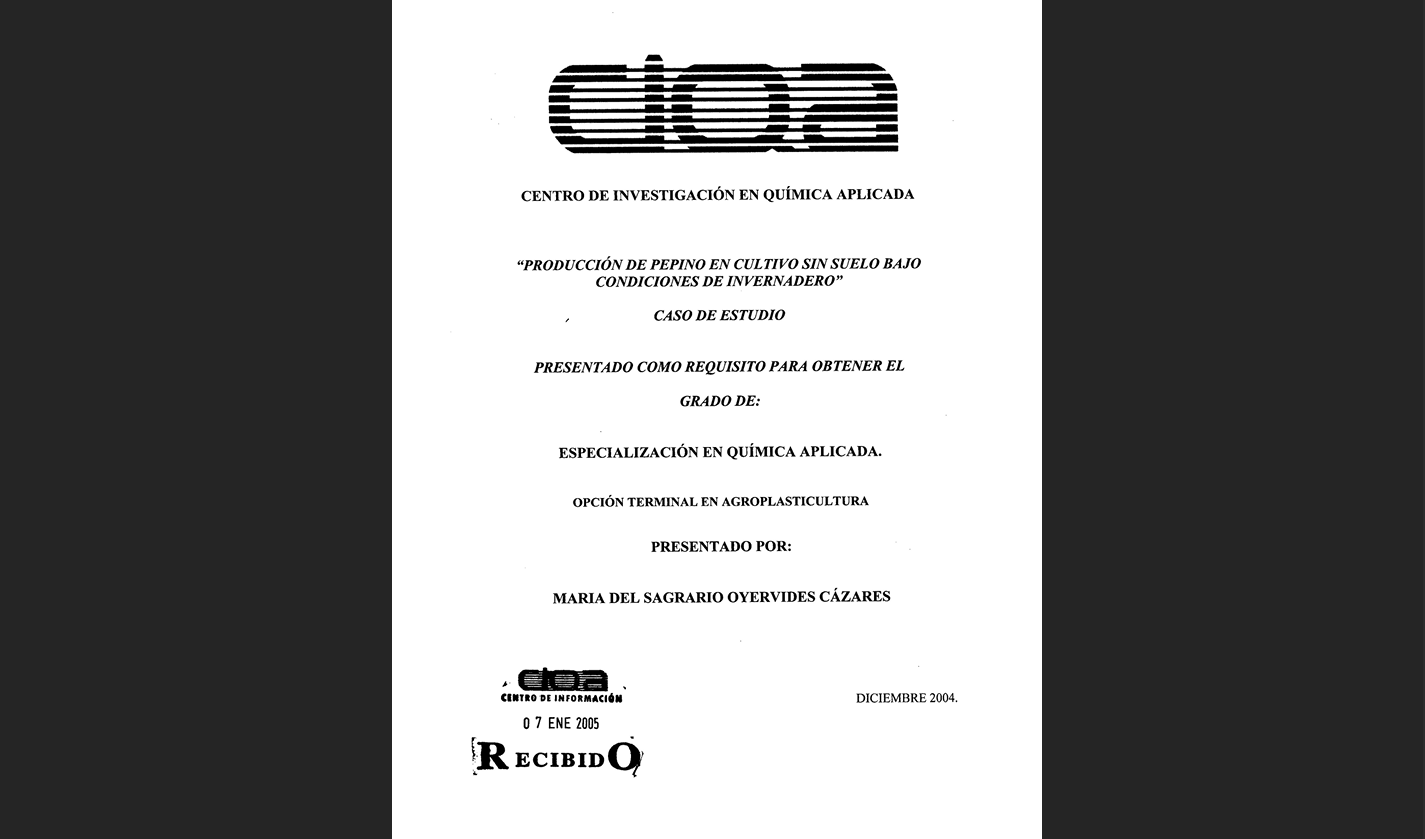 ciqa
CENTRO DE INVESTIGACIÓN EN QUÍMICA APLICADA
“PRODUCCIÓN DE PEPINO EN CULTIVO SIN SUELO BAJO
CONDICIONES DE INVERNADERO”
CASO DE ESTUDIO
PRESENTADO COMO REQUISITO PARA OBTENER EL
GRADO DE:
ESPECIALIZACIÓN EN QUÍMICA APLICADA.
OPCIÓN TERMINAL EN AGROPLASTICULTURA
PRESENTADO POR:
MARIA DEL SAGRARIO OYERVIDES CÁZARES
ciqa
CENTRO DE INFORMACIÓN
DICIEMBRE 2004.
07 ENE 2005
RECIBIDO